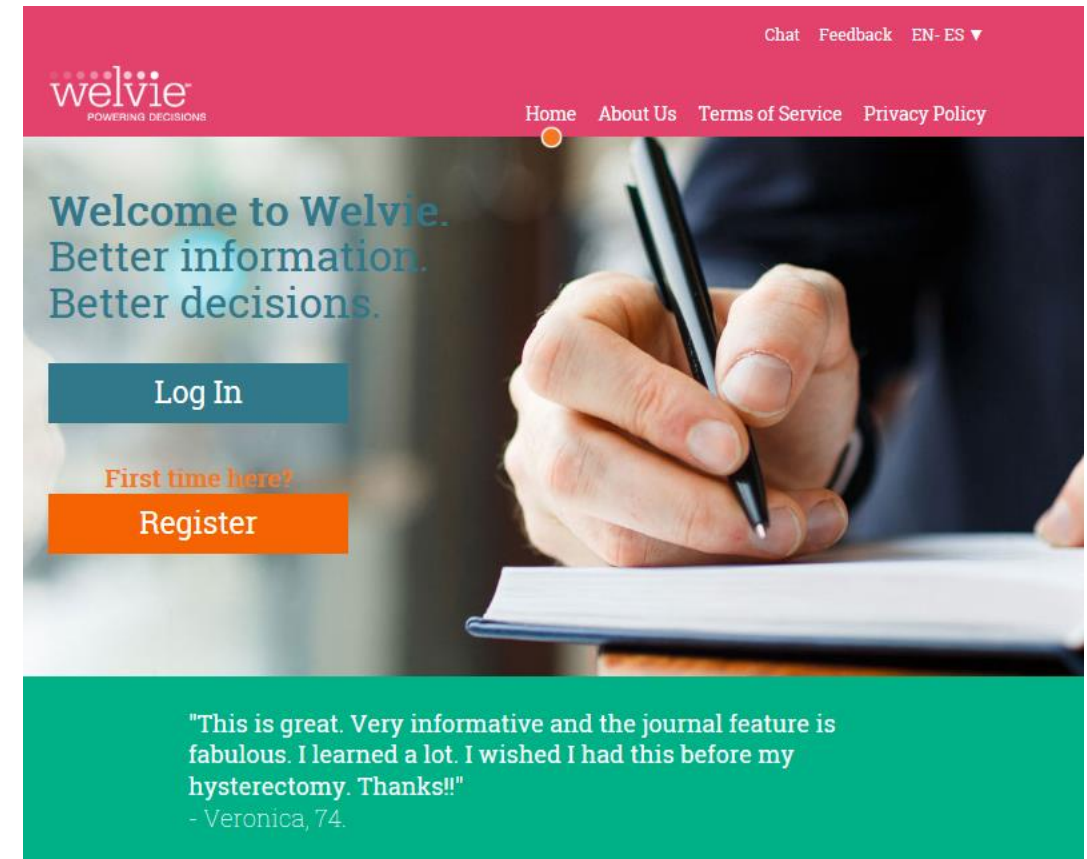 Chat Feedback EN- ES ▼
welvie
POWERING DECISIONS
Home About Us Terms of Service Privacy Policy
Welcome to Welvie.
Better information.
Better decisions.
Log In
First time here?
Register
"This is great. Very informative and the journal feature is
fabulous. I learned a lot. I wished I had this before my
hysterectomy. Thanks!!"
- Veronica, 74.